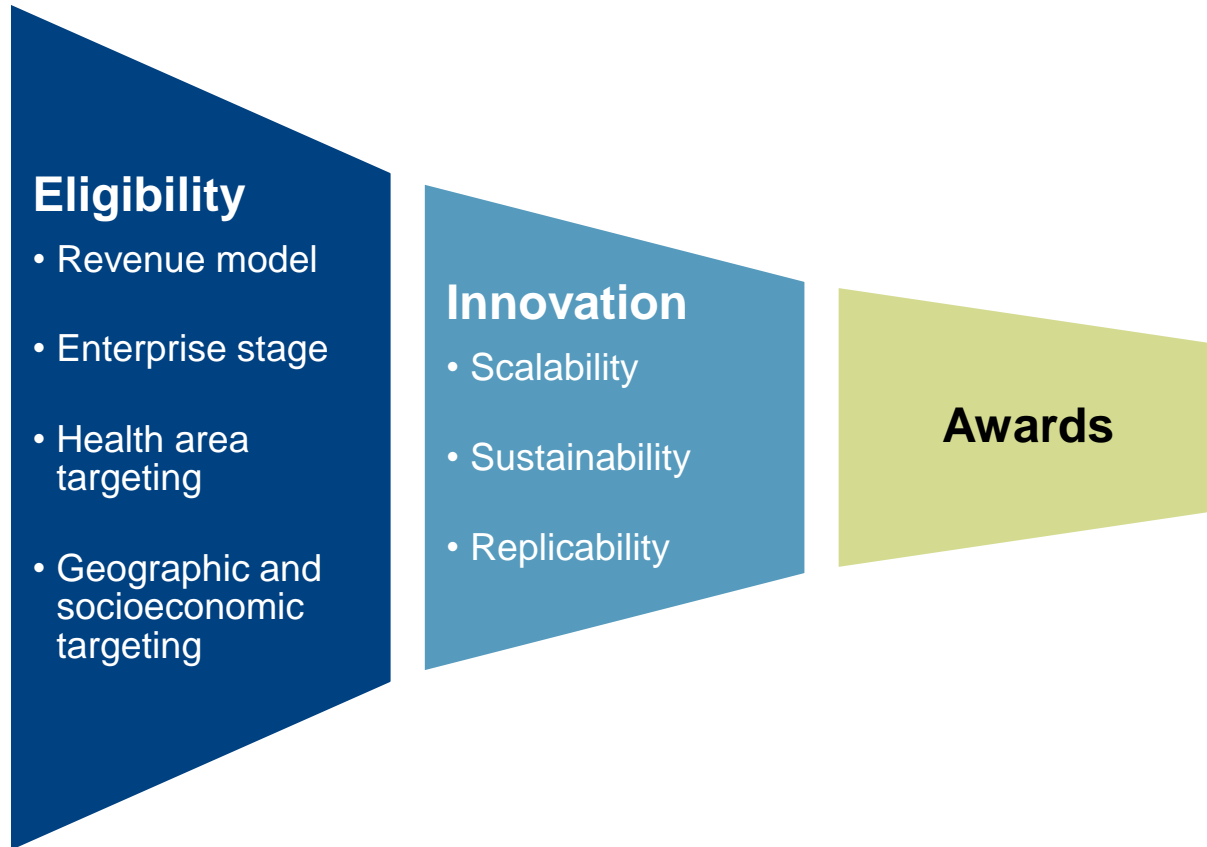 Eligibility
• Revenue model
• Enterprise stage
• Health area
targeting
• Geographic and
socioeconomic
targeting
Innovation
• Scalability
• Sustainability
• Replicability
Awards